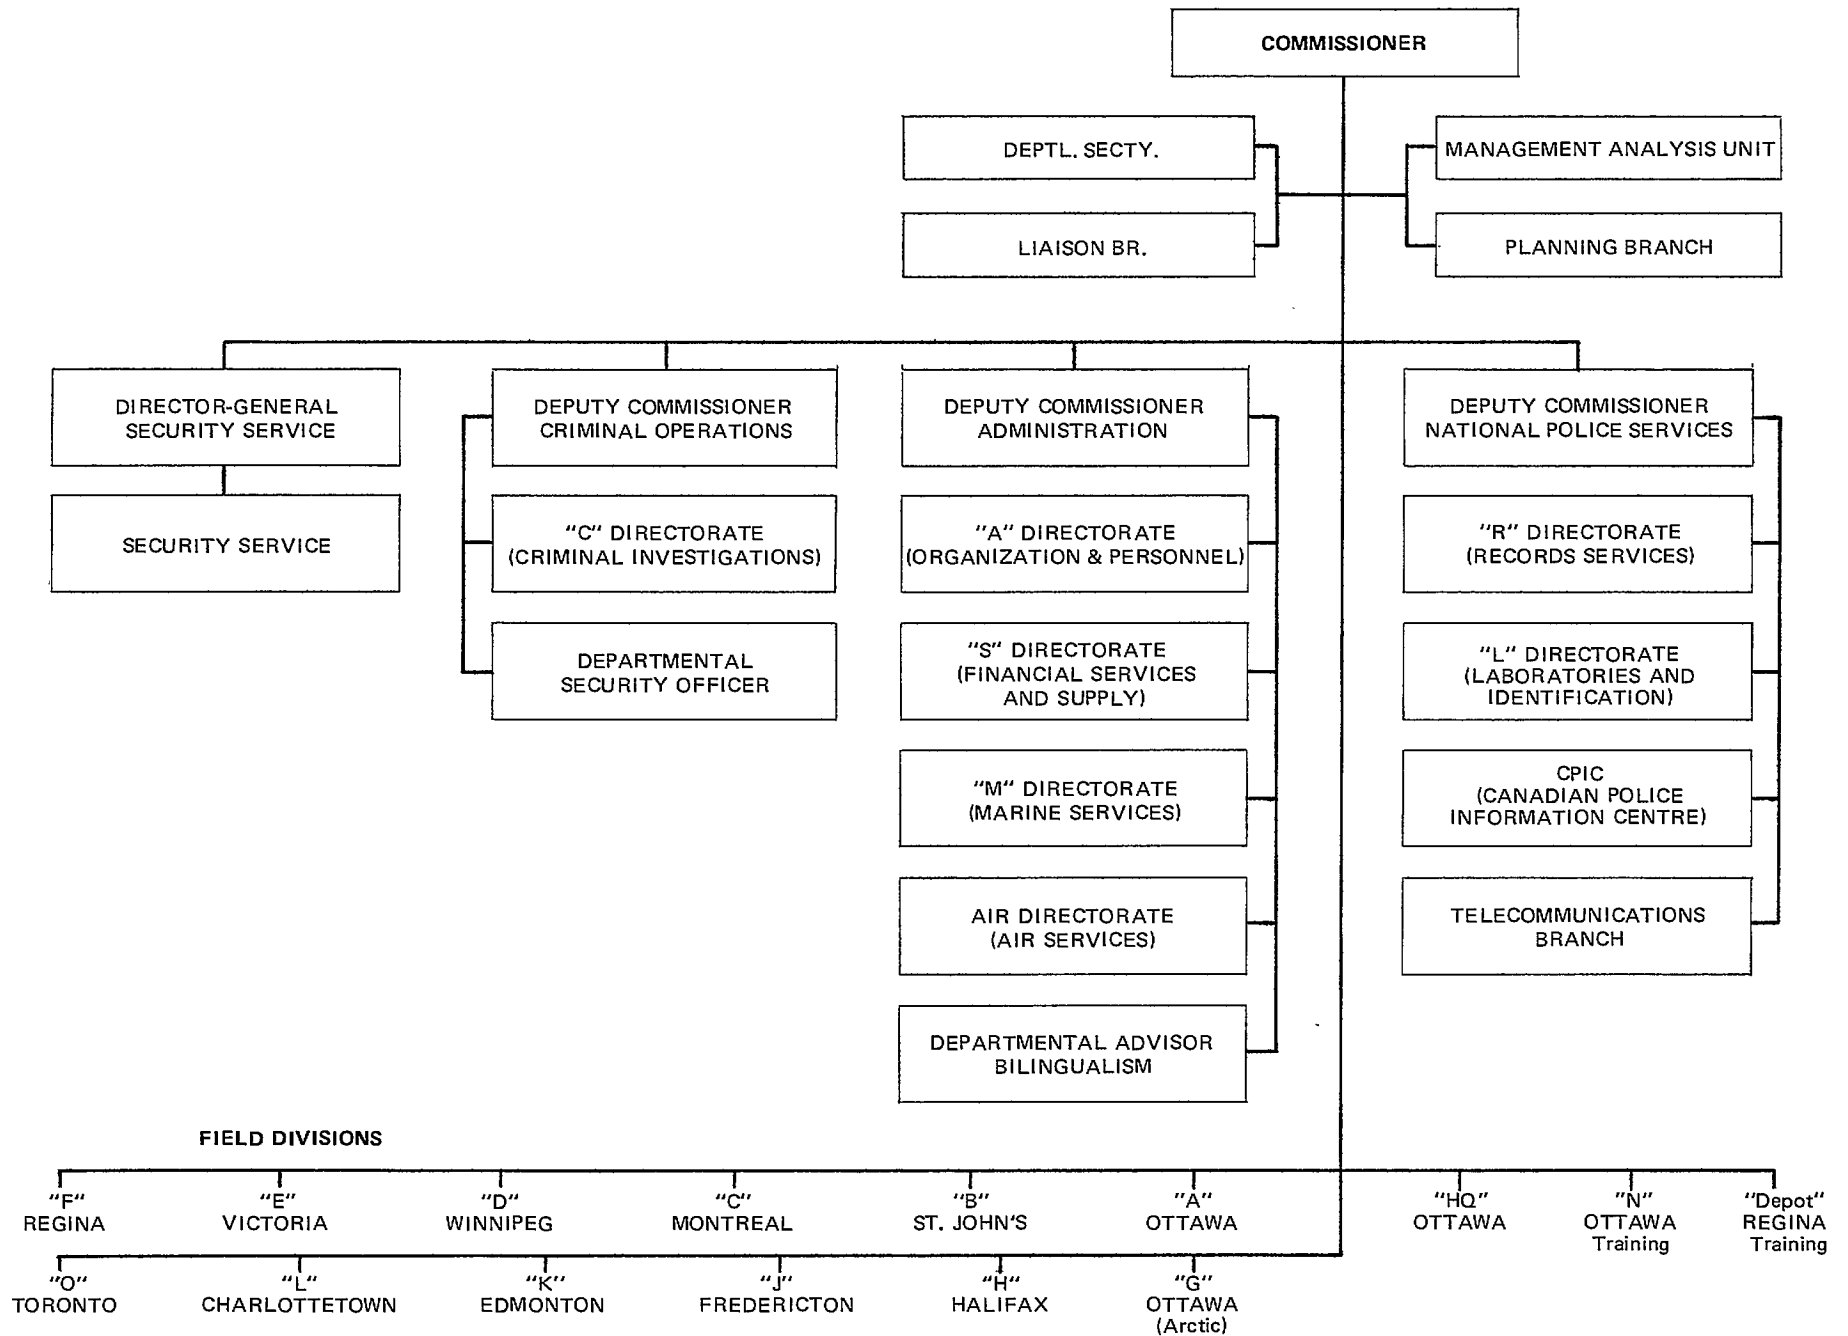 COMMISSIONER
DEPTL. SECTY.
MANAGEMENT ANALYSIS UNIT
LIAISON BR.
PLANNING BRANCH
DIRECTOR-GENERAL
SECURITY SERVICE
DEPUTY COMMISSIONER
CRIMINAL OPERATIONS
DEPUTY COMMISSIONER
ADMINISTRATION
DEPUTY COMMISSIONER
NATIONAL POLICE SERVICES
SECURITY SERVICE
"C" DIRECTORATE
(CRIMINAL INVESTIGATIONS)
"A" DIRECTORATE
(ORGANIZATION & PERSONNEL)
"R" DIRECTORATE
(RECORDS SERVICES)
DEPARTMENTAL
SECURITY OFFICER
"S" DIRECTORATE
(FINANCIAL SERVICES
AND SUPPLY)
"L" DIRECTORATE
(LABORATORIES AND
IDENTIFICATION)
"M" DIRECTORATE
(MARINE SERVICES)
CPIC
(CANADIAN POLICE
INFORMATION CENTRE)
AIR DIRECTORATE
(AIR SERVICES)
TELECOMMUNICATIONS
BRANCH
DEPARTMENTAL ADVISOR
BILINGUALISM
FIELD DIVISIONS
"F"
REGINA
"E"
VICTORIA
"D"
WINNIPEG
"C"
MONTREAL
"B"
ST. JOHN'S
"A"
OTTAWA
"HQ"
OTTAWA
"N"
OTTAWA
Training
"Depot"
REGINA
Training
"O"
TORONTO
"L"
CHARLOTTETOWN
"K"
EDMONTON
"J"
FREDERICTON
"H"
HALIFAX
"G"
OTTAWA
(Arctic)